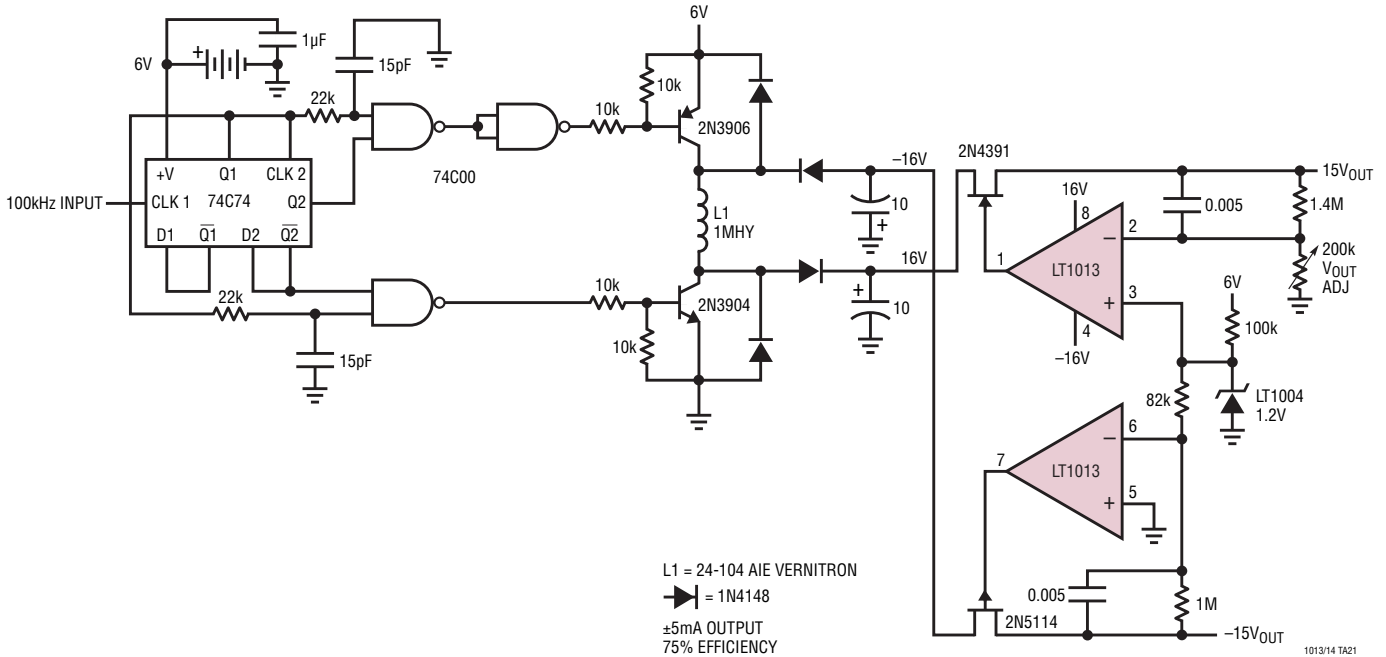 6V
1µF
15pF
6V
+
22k
10k
10k
2N3906
74C00
+V Q1 CLK 2
100kHz INPUT
CLK 1 74C74 Q2
D1 Q1 D2 Q2
–16V
2N4391
15VOUT
10
+
16V
8
0.005
1.4M
L1
1MHY
2
–
1
LT1013
200k
VOUT
ADJ
16V
+
3
6V
22k
10k
2N3904
+
10
4
–16V
100k
10k
15pF
82k
LT1004
1.2V
–
6
7
LT1013
+
5
L1 = 24-104 AIE VERNITRON
= 1N4148
±5mA OUTPUT
75% EFFICIENCY
0.005
1M
2N5114
–15VOUT
1013/14 TA21